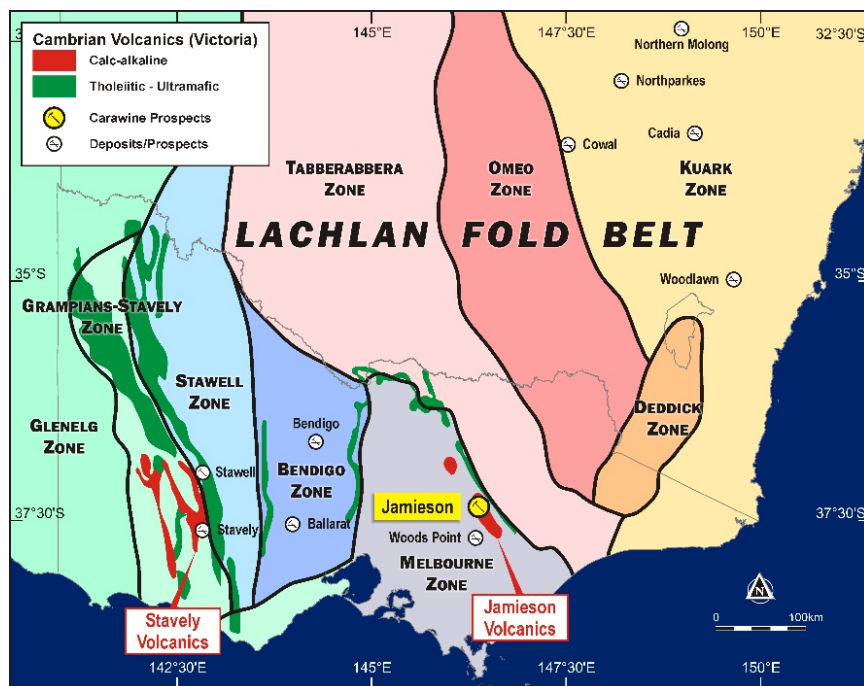 Cambrian Volcanics (Victoria)
Calc-alkaline
Tholeiitic - Ultramafic
Carawine Prospects
Deposits/Prospects
145°E
147°30'E
150°E
32°30'S
Northern Molong
Northparkes
Cadia
Cowal
TABBERABBERA
ZONE
OMEO
ZONE
KUARK
ZONE
LACHLAN FOLD BELT
35°S
35°S
Woodlawn
GRAMPIANS-STAVELY
ZONE
STAWELL
ZONE
GLENELG
ZONE
DEDDICK
ZONE
Bendigo
BENDIGO
ZONE
Stawell
Jamieson
37°30'S
37°30'S
Stavely
Ballarat
Woods Point
MELBOURNE
ZONE
Stavely
Volcanics
Jamieson
Volcanics
N
0
100km
142°30'E
145°E
147°30'E
150°E